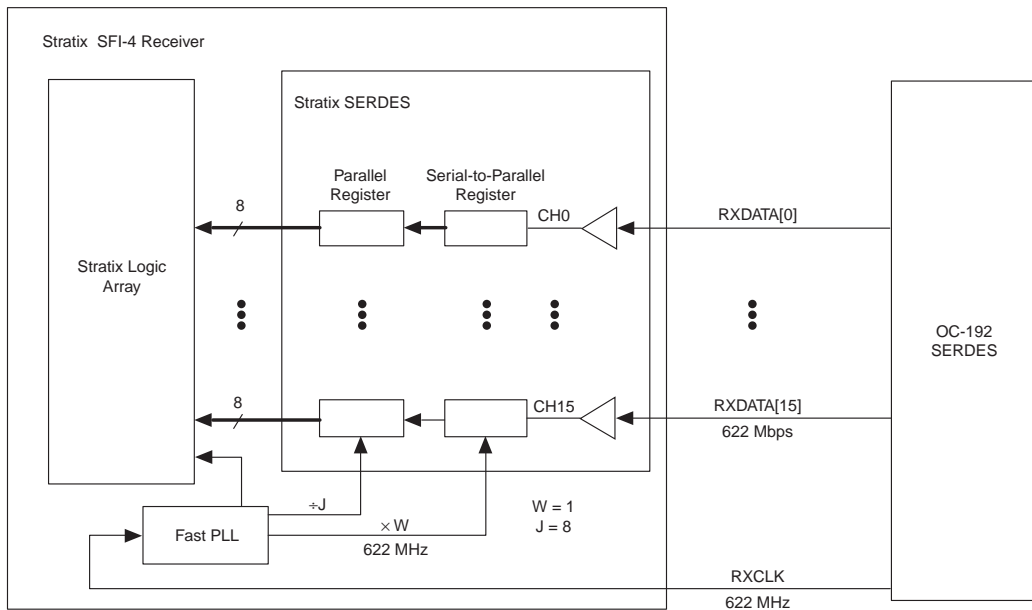 Stratix SFI-4 Receiver
Stratix SERDES
Parallel
Register
Serial-to-Parallel
Register
8
CH0
RXDATA[0]
Stratix Logic
Array
OC-192
SERDES
8
CH15
RXDATA[15]
622 Mbps
÷J
W = 1
J = 8
Fast PLL
× W
622 MHz
RXCLK
622 MHz